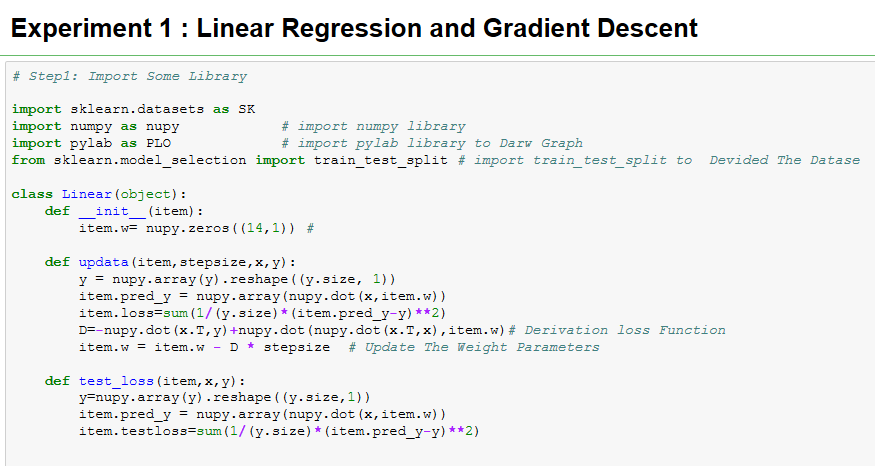 Experiment 1 : Linear Regression and Gradient Descent
# Step1: Import Some Library
import sklearn.datasets as SK
import numpy as nupy # import numpy library
import pylab as PLO # import pylab library to Darw Graph
from sklearn.model_selection import train_test_split # import train_test_split to Devided The Datase
class Linear(object):
def __init__(item):
item.w= nupy.zeros((14,1)) #
def updata(item,stepsize,x,y):
y = nupy.array(y).reshape((y.size, 1))
item.pred_y = nupy.array(nupy.dot(x,item.w))
item.loss=sum(1/(y.size)*(item.pred_y-y)**2)
D=-nupy.dot(x.T,y)+nupy.dot(nupy.dot(x.T,x),item.w)# Derivation loss Function
item.w = item.w - D * stepsize # Update The Weight Parameters
def test_loss(item,x,y):
y=nupy.array(y).reshape((y.size,1))
item.pred_y = nupy.array(nupy.dot(x,item.w))
item.testloss=sum(1/(y.size)*(item.pred_y-y)**2)